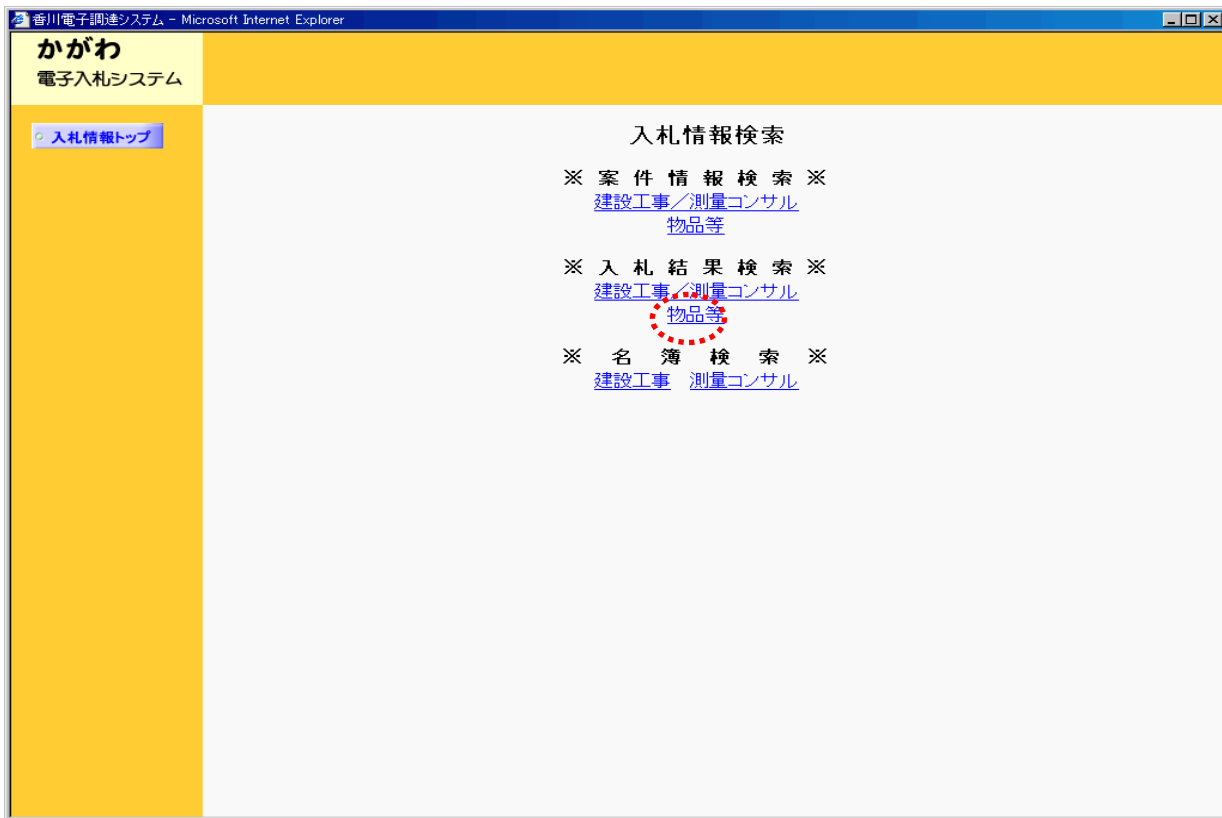 香川電子調達システム - Microsoft Internet Explorer
かがわ
電子入札システム
入札情報トップ
入札情報検索
※ 案 件 情 報 検 索 ※
建設工事／測量コンサル
物品等
※ 入 札 結 果 検 索 ※
建設工事／測量コンサル
物品等
※ 名 簿 検 索 ※
建設工事 測量コンサル